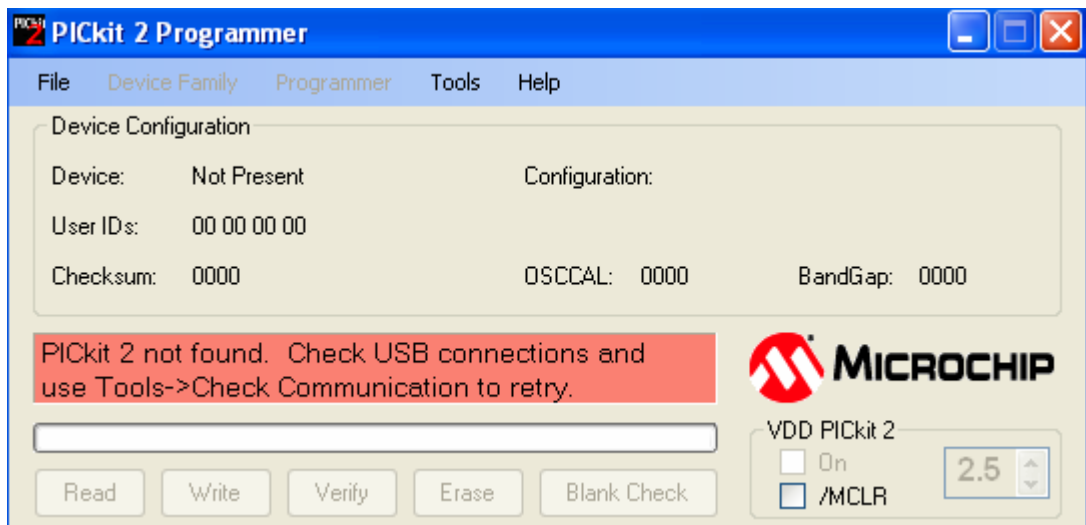 PICkit 2 Programmer
File Device Family Programmer Tools Help
Device Configuration
Device: Not Present Configuration:
User IDs: 00 00 00 00
Checksum: 0000 OSCCAL: 0000 BandGap: 0000
PICkit 2 not found. Check USB connections and
use Tools->Check Communication to retry.
MICROCHIP
VDD PICkit 2
On 2.5
/MCLR
Read Write Verify Erase Blank Check